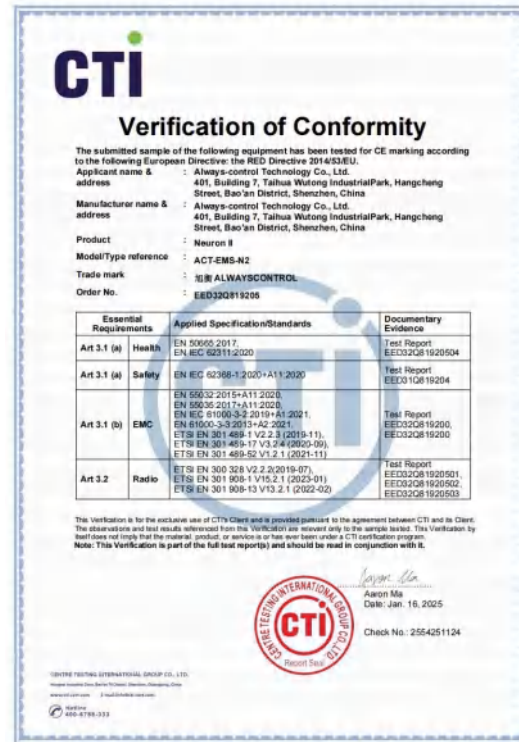 CTI
Verification of Conformity
The submitted sample of the following equipment has been tested for CE marking according
to the following European Directive: the RED Directive 2014/53/EU.
Applicant name & address : Always-control Technology Co., Ltd.
401, Building 7, Taihua Wutong IndustrialPark, Hangcheng
Street, Bao'an District, Shenzhen, China
Manufacturer name & address : Always-control Technology Co., Ltd.
401, Building 7, Taihua Wutong IndustrialPark, Hangcheng
Street, Bao'an District, Shenzhen, China
Product : Neuron II
Model/Type reference : ACT-EMS-N2
Trade mark : 旭衡 ALWAYSCONTROL
Order No. : EED32Q819205
Essential Requirements Applied Specification/Standards Documentary Evidence
Art 3.1 (a) Health EN 50665:2017, EN IEC 62311:2020 Test Report EED32Q81920504
Art 3.1 (a) Safety EN IEC 62368-1:2020+A11:2020 Test Report EED31Q819204
Art 3.1 (b) EMC
EN 55032:2015+A11:2020,
EN 55035:2017+A11:2020,
EN IEC 61000-3-2:2019+A1:2021,
EN 61000-3-3:2013+A2:2021,
ETSI EN 301 489-1 V2.2.3 (2019-11),
ETSI EN 301 489-17 V3.2.4 (2020-09),
ETSI EN 301 489-52 V1.2.1 (2021-11)
Test Report
EED32Q819200,
EED32Q819200
Art 3.2 Radio
ETSI EN 300 328 V2.2.2(2019-07),
ETSI EN 301 908-1 V15.2.1 (2023-01)
ETSI EN 301 908-13 V13.2.1 (2022-02)
Test Report
EED32Q81920501,
EED32Q81920502,
EED32Q81920503
This Verification is for the exclusive use of CTI's Client and is provided pursuant to the agreement between CTI and its Client.
The observations and test results referenced from this Verification are relevant only to the sample tested. This Verification by
itself does not imply that the material, product, or service is or has ever been under a CTI certification program.
Note: This Verification is part of the full test report(s) and should be read in conjunction with it.
Aaron Ma
Date: Jan. 16, 2025
Check No.: 2554251124
CENTRE TESTING INTERNATIONAL GROUP CO., LTD.
CTI
Report Seal
CENTRE TESTING INTERNATIONAL GROUP CO., LTD.
Hotline
400-6788-333